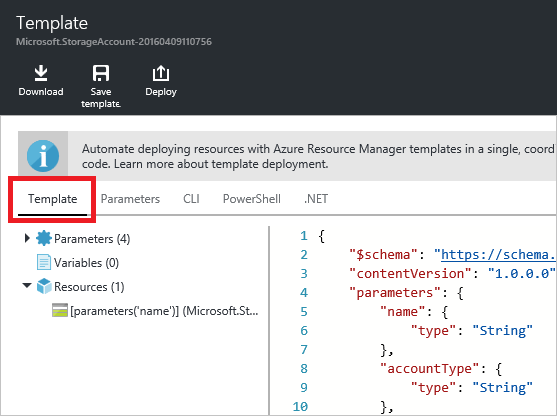 Template
Microsoft.StorageAccount-20160409110756
Download
Save
template.
Deploy
Automate deploying resources with Azure Resource Manager templates in a single, coord
code. Learn more about template deployment.
Template Parameters CLI PowerShell .NET
Parameters (4)
Variables (0)
Resources (1)
[parameters('name')] (Microsoft.St...
1 {
2 "$schema": "https://schema.
3 "contentVersion": "1.0.0.0"
4 "parameters": {
5 "name": {
6 "type": "String"
7 },
8 "accountType": {
9 "type": "String"
10 },